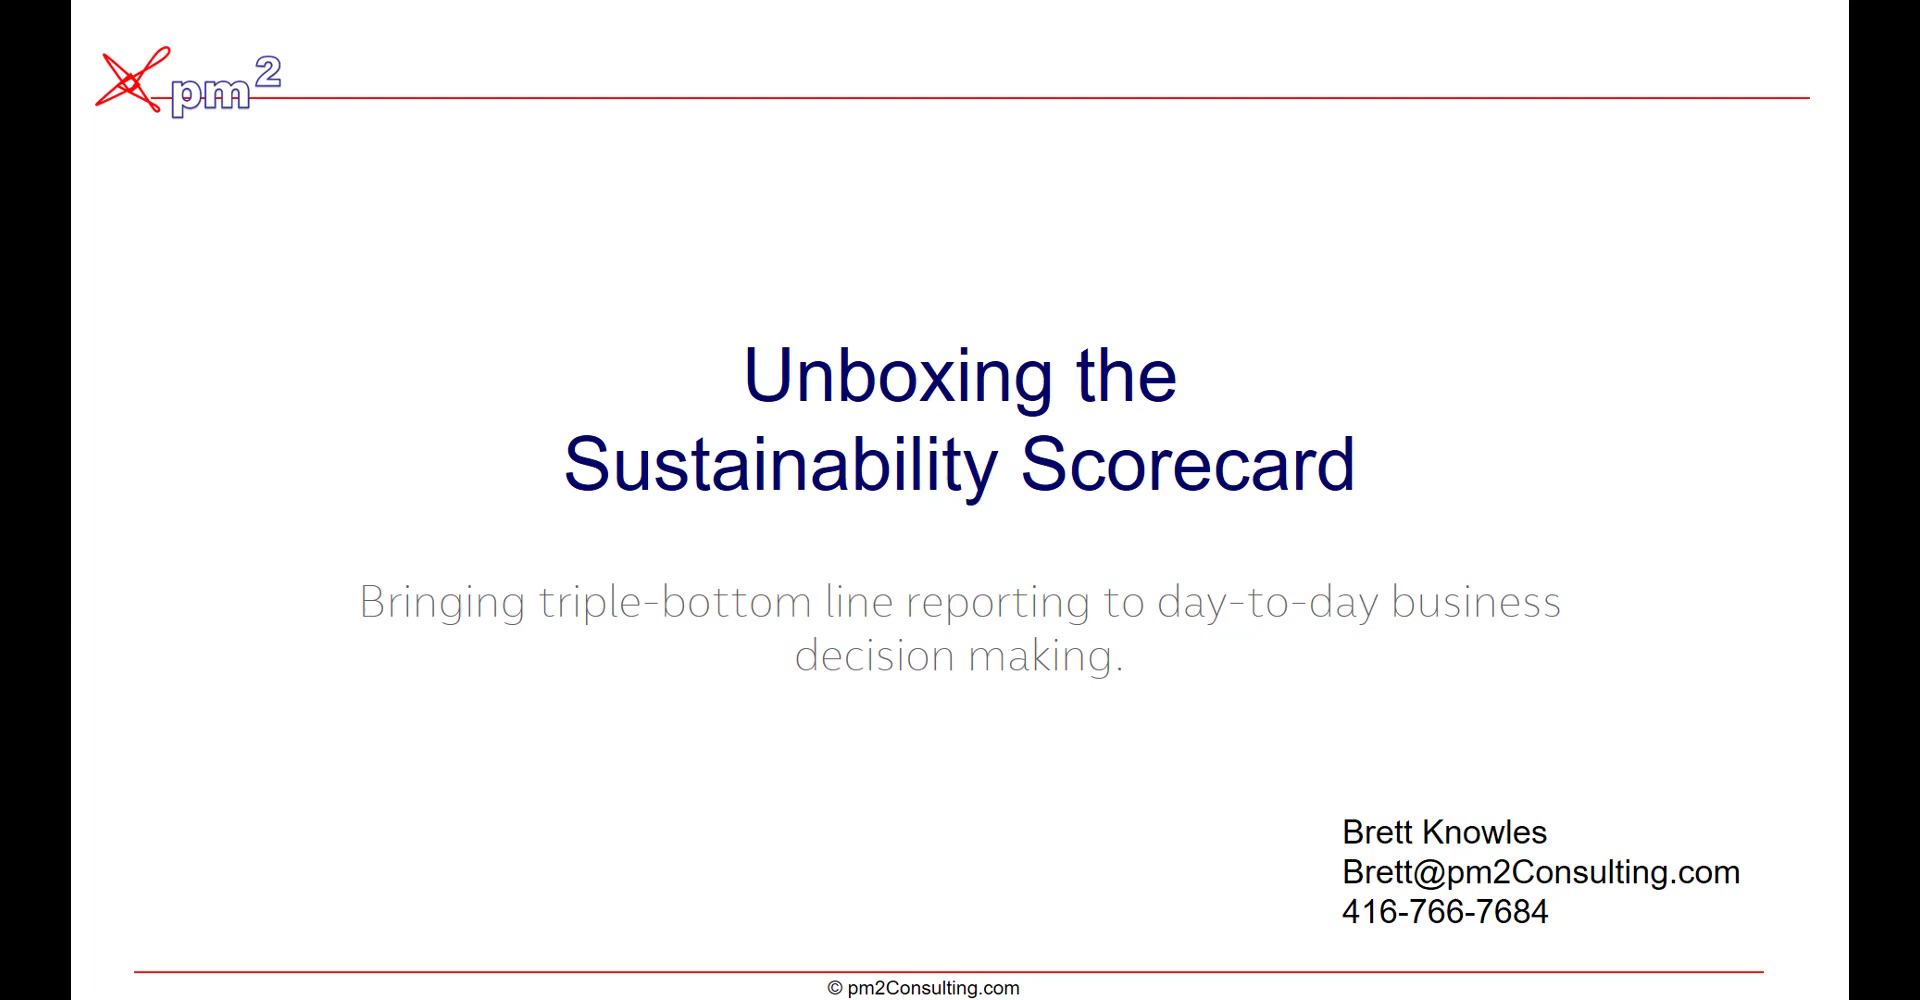 pm2
Unboxing the
Sustainability Scorecard
Bringing triple-bottom line reporting to day-to-day business
decision making.
Brett Knowles
Brett@pm2Consulting.com
416-766-7684
© pm2Consulting.com